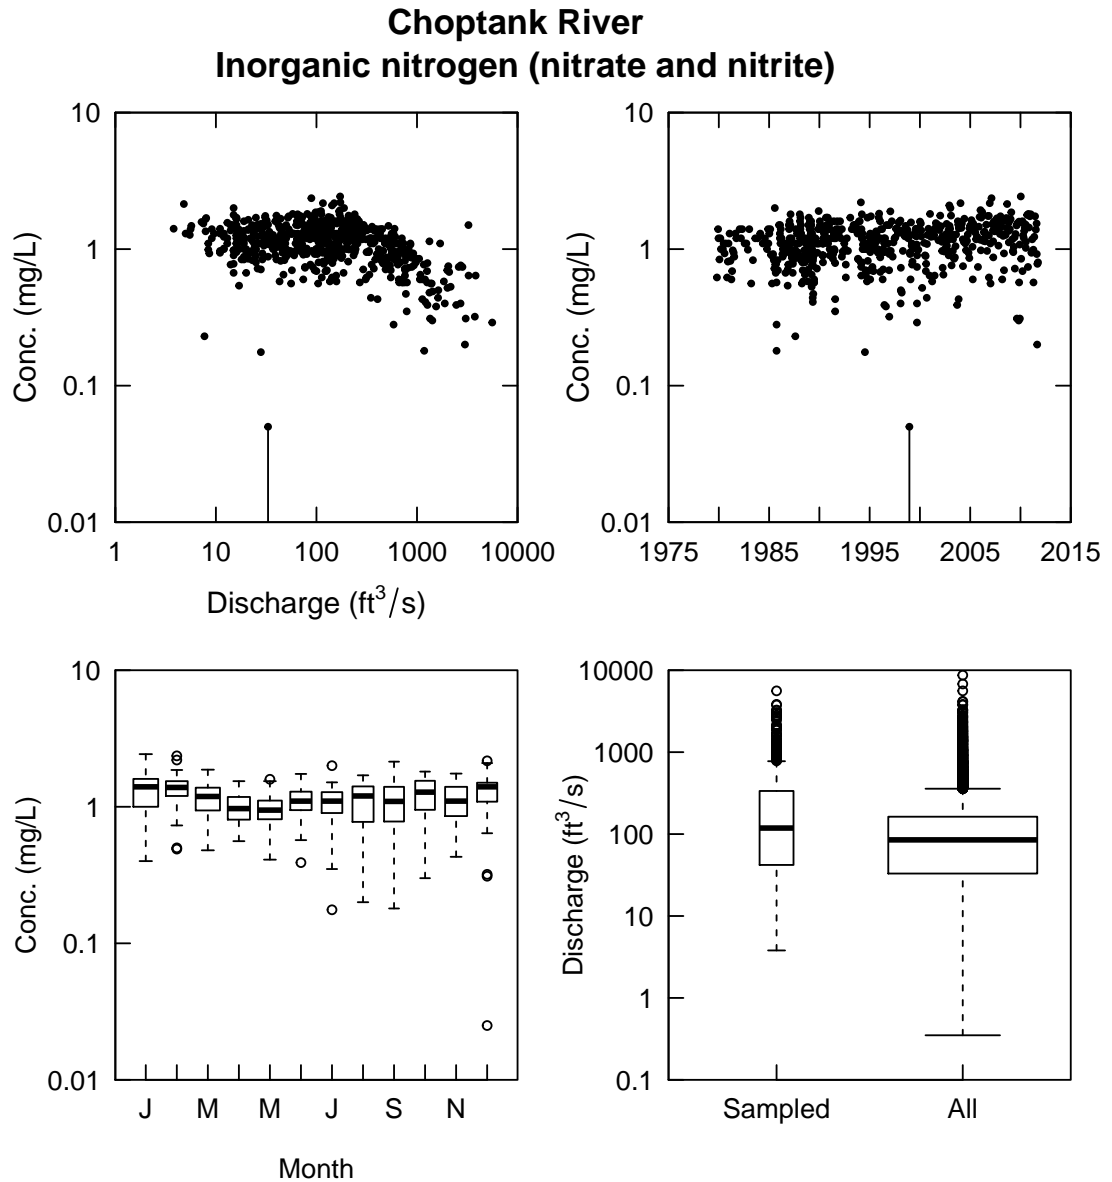 Choptank River
Inorganic nitrogen (nitrate and nitrite)
10
1
0.1
0.01
Conc. (mg/L)
1 10 100 1000 10000
Discharge (ft³/s)
10
1
0.1
0.01
Conc. (mg/L)
1975 1985 1995 2005 2015
10
1
0.1
0.01
Conc. (mg/L)
J M M J S N
Month
10000
1000
100
10
1
0.1
Discharge (ft³/s)
Sampled All